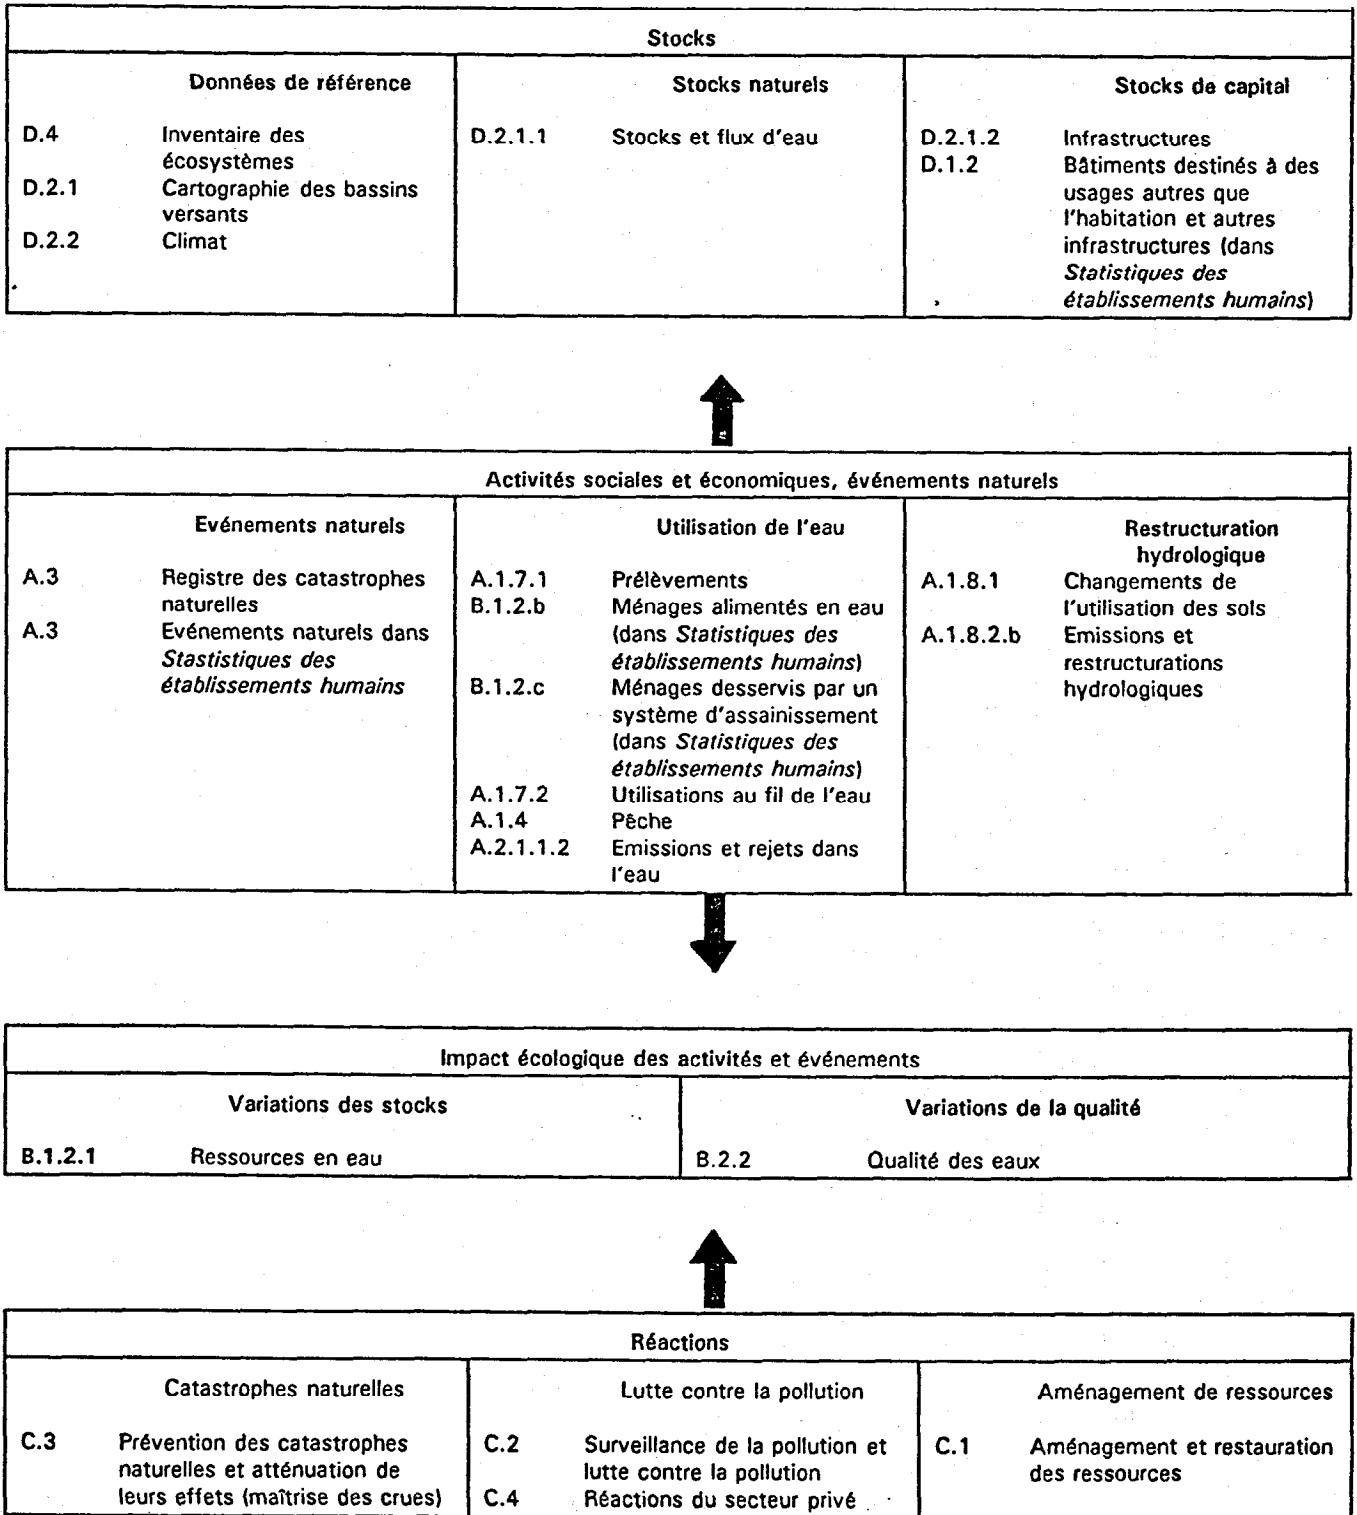 Stocks
Données de référence
D.4 Inventaire des
écosystèmes
D.2.1 Cartographie des bassins
versants
D.2.2 Climat
Stocks naturels
D.2.1.1 Stocks et flux d'eau
Stocks de capital
D.2.1.2 Infrastructures
D.1.2 Bâtiments destinés à des
usages autres que
l'habitation et autres
infrastructures (dans
Statistiques des
établissements humains)
Activités sociales et économiques, événements naturels
Evénements naturels
A.3 Registre des catastrophes
naturelles
A.3 Evénements naturels dans
Stastistiques des
établissements humains
Utilisation de l'eau
A.1.7.1 Prélèvements
B.1.2.b Ménages alimentés en eau
(dans Statistiques des
établissements humains)
B.1.2.c Ménages desservis par un
système d'assainissement
(dans Statistiques des
établissements humains)
A.1.7.2 Utilisations au fil de l'eau
A.1.4 Pêche
A.2.1.1.2 Emissions et rejets dans
l'eau
Restructuration
hydrologique
A.1.8.1 Changements de
l'utilisation des sols
A.1.8.2.b Emissions et
restructurations
hydrologiques
Impact écologique des activités et événements
Variations des stocks
B.1.2.1 Ressources en eau
Variations de la qualité
B.2.2 Qualité des eaux
Réactions
Catastrophes naturelles
C.3 Prévention des catastrophes
naturelles et atténuation de
leurs effets (maîtrise des crues)
Lutte contre la pollution
C.2 Surveillance de la pollution et
lutte contre la pollution
C.4 Réactions du secteur privé
Aménagement de ressources
C.1 Aménagement et restauration
des ressources